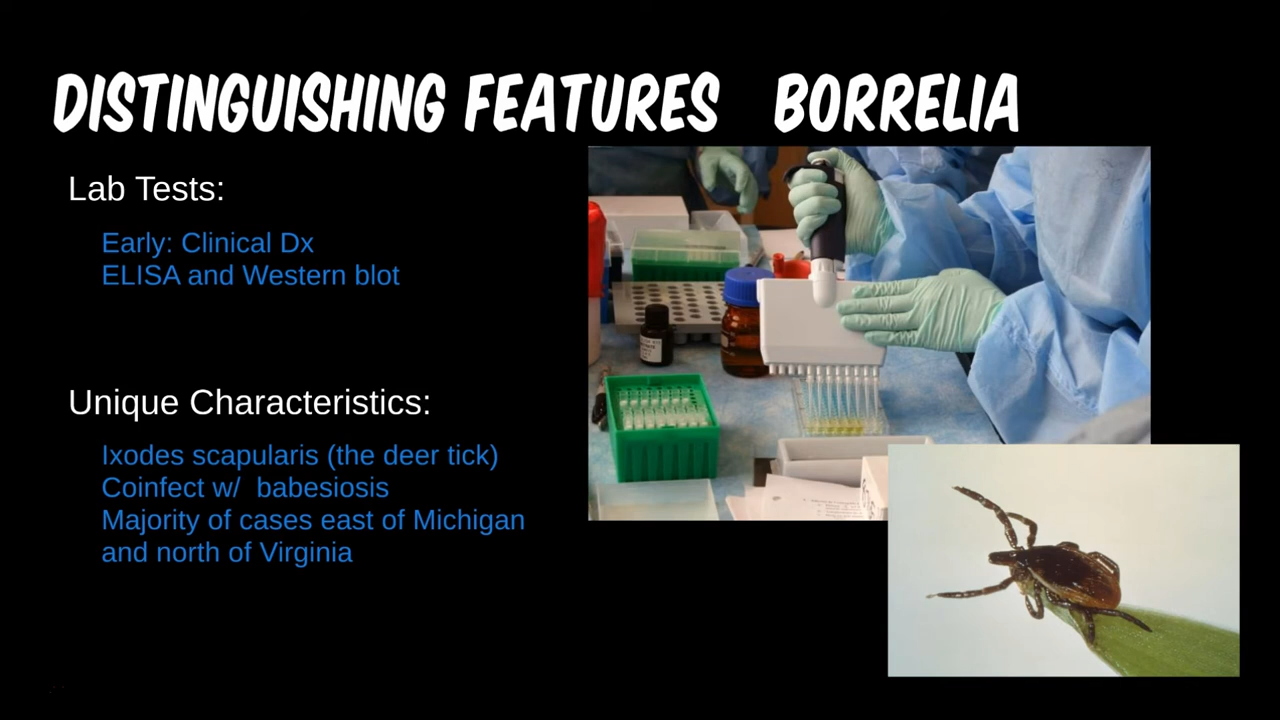 DISTINGUISHING FEATURES BORRELIA
Lab Tests:
Early: Clinical Dx
ELISA and Western blot
Unique Characteristics:
Ixodes scapularis (the deer tick)
Coinfect w/ babesiosis
Majority of cases east of Michigan
and north of Virginia